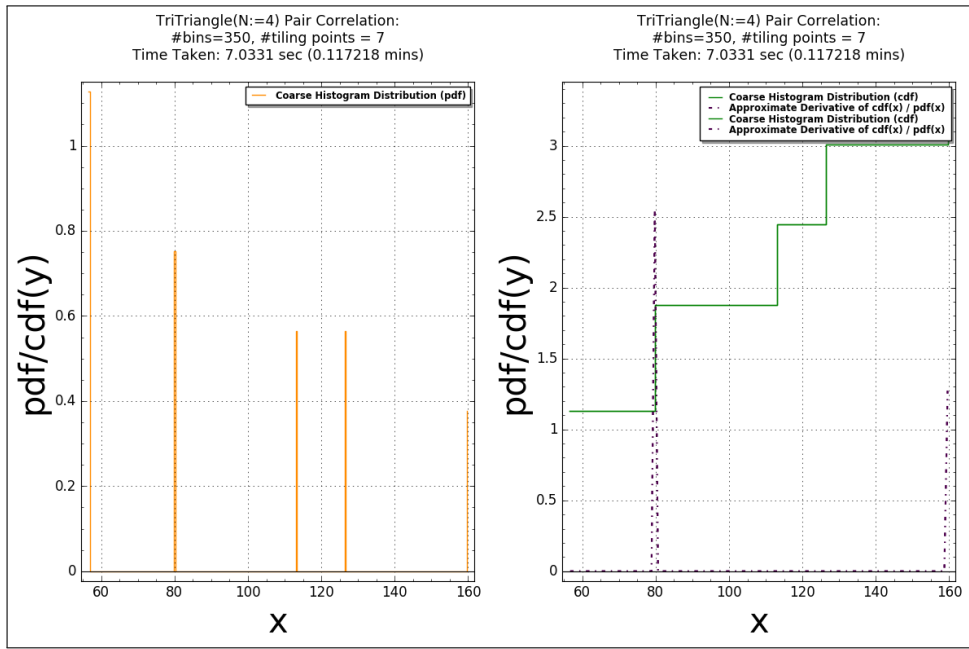 TriTriangle(N:=4) Pair Correlation:
#bins=350, #tiling points = 7
Time Taken: 7.0331 sec (0.117218 mins)
Coarse Histogram Distribution (pdf)
pdf/cdf(y)
1
0.8
0.6
0.4
0.2
0
60 80 100 120 140 160
x
TriTriangle(N:=4) Pair Correlation:
#bins=350, #tiling points = 7
Time Taken: 7.0331 sec (0.117218 mins)
Coarse Histogram Distribution (cdf)
Approximate Derivative of cdf(x) / pdf(x)
Coarse Histogram Distribution (cdf)
Approximate Derivative of cdf(x) / pdf(x)
pdf/cdf(y)
3
2.5
2
1.5
1
0.5
0
60 80 100 120 140 160
x